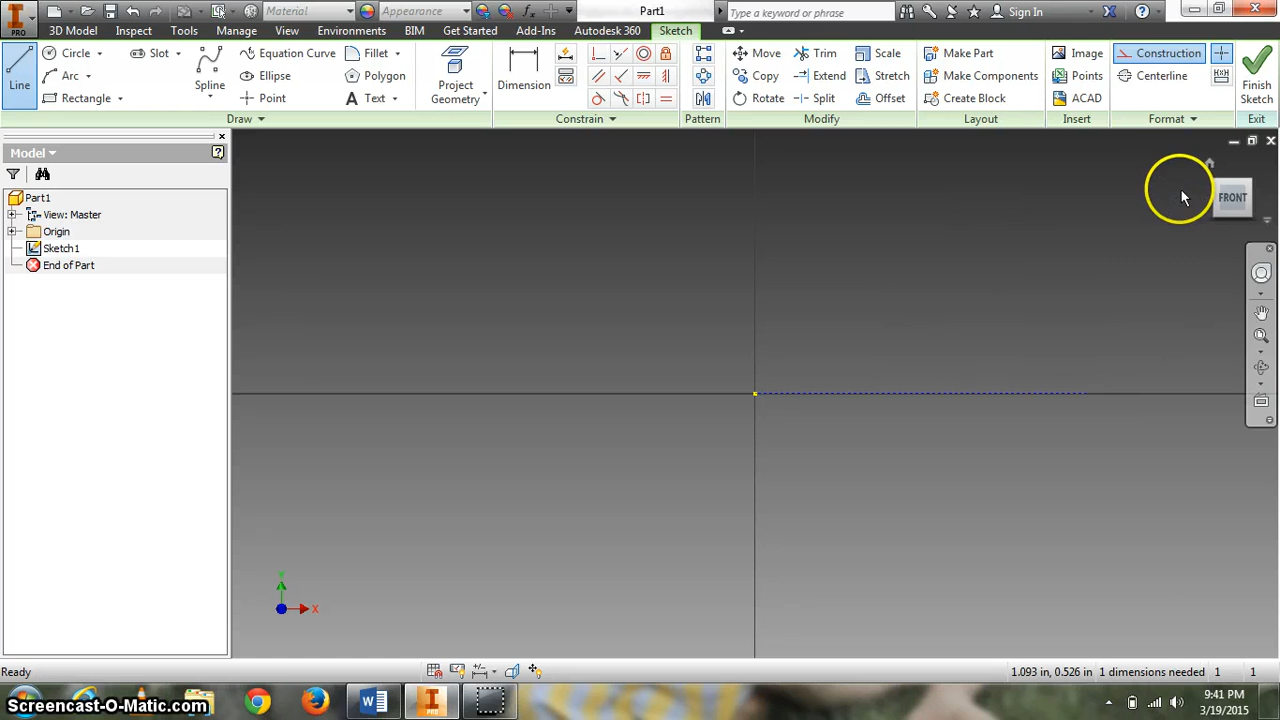 Material
Appearance
Part1
Type a keyword or phrase
Sign In
PRO
3D Model
Inspect
Tools
Manage
View
Environments
BIM
Get Started
Add-Ins
Autodesk 360
Sketch
Line
Circle
Arc
Rectangle
Slot
Spline
Equation Curve
Ellipse
Point
Fillet
Polygon
Text
Project
Geometry
Dimension
Move
Copy
Rotate
Trim
Extend
Split
Scale
Stretch
Offset
Make Part
Make Components
Create Block
Image
Points
ACAD
Construction
Centerline
Finish
Sketch
Draw
Constrain
Pattern
Modify
Layout
Insert
Format
Exit
Model
Part1
View: Master
Origin
Sketch1
End of Part
FRONT
Y
X
Ready
1.093 in, 0.526 in
1 dimensions needed
1
1
Screencast-O-Matic.com
9:41 PM
3/19/2015